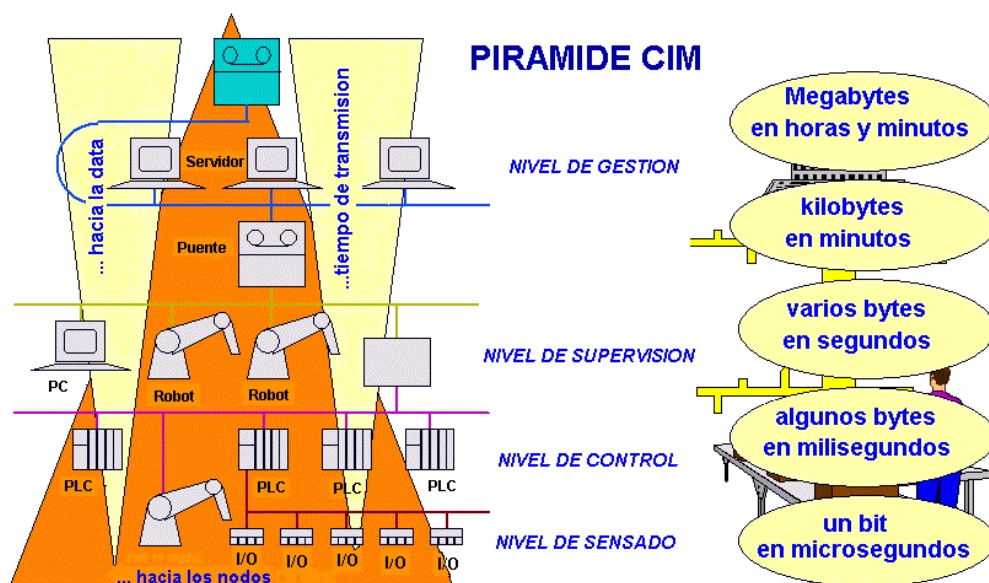 PIRAMIDE CIM
... hacia la data
...tiempo de transmision
Servidor
NIVEL DE GESTION
Puente
NIVEL DE SUPERVISION
PC
Robot
Robot
NIVEL DE CONTROL
PLC
PLC
PLC
PLC
NIVEL DE SENSADO
I/O
I/O
I/O
I/O
I/O
... hacia los nodos
Megabytes
en horas y minutos
kilobytes
en minutos
varios bytes
en segundos
algunos bytes
en milisegundos
un bit
en microsegundos